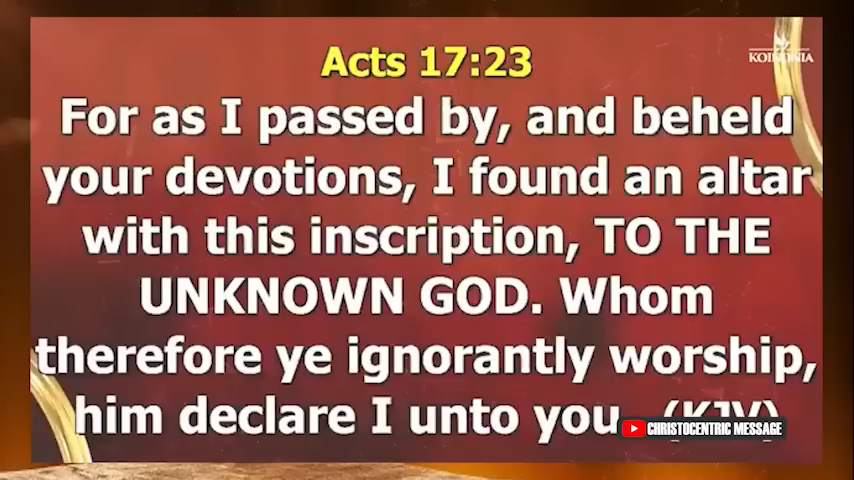 Acts 17:23
KOINONIA
For as I passed by, and beheld
your devotions, I found an altar
with this inscription, TO THE
UNKNOWN GOD. Whom
therefore ye ignorantly worship,
him declare I unto you. (KJV)
CHRISTOCENTRIC MESSAGE